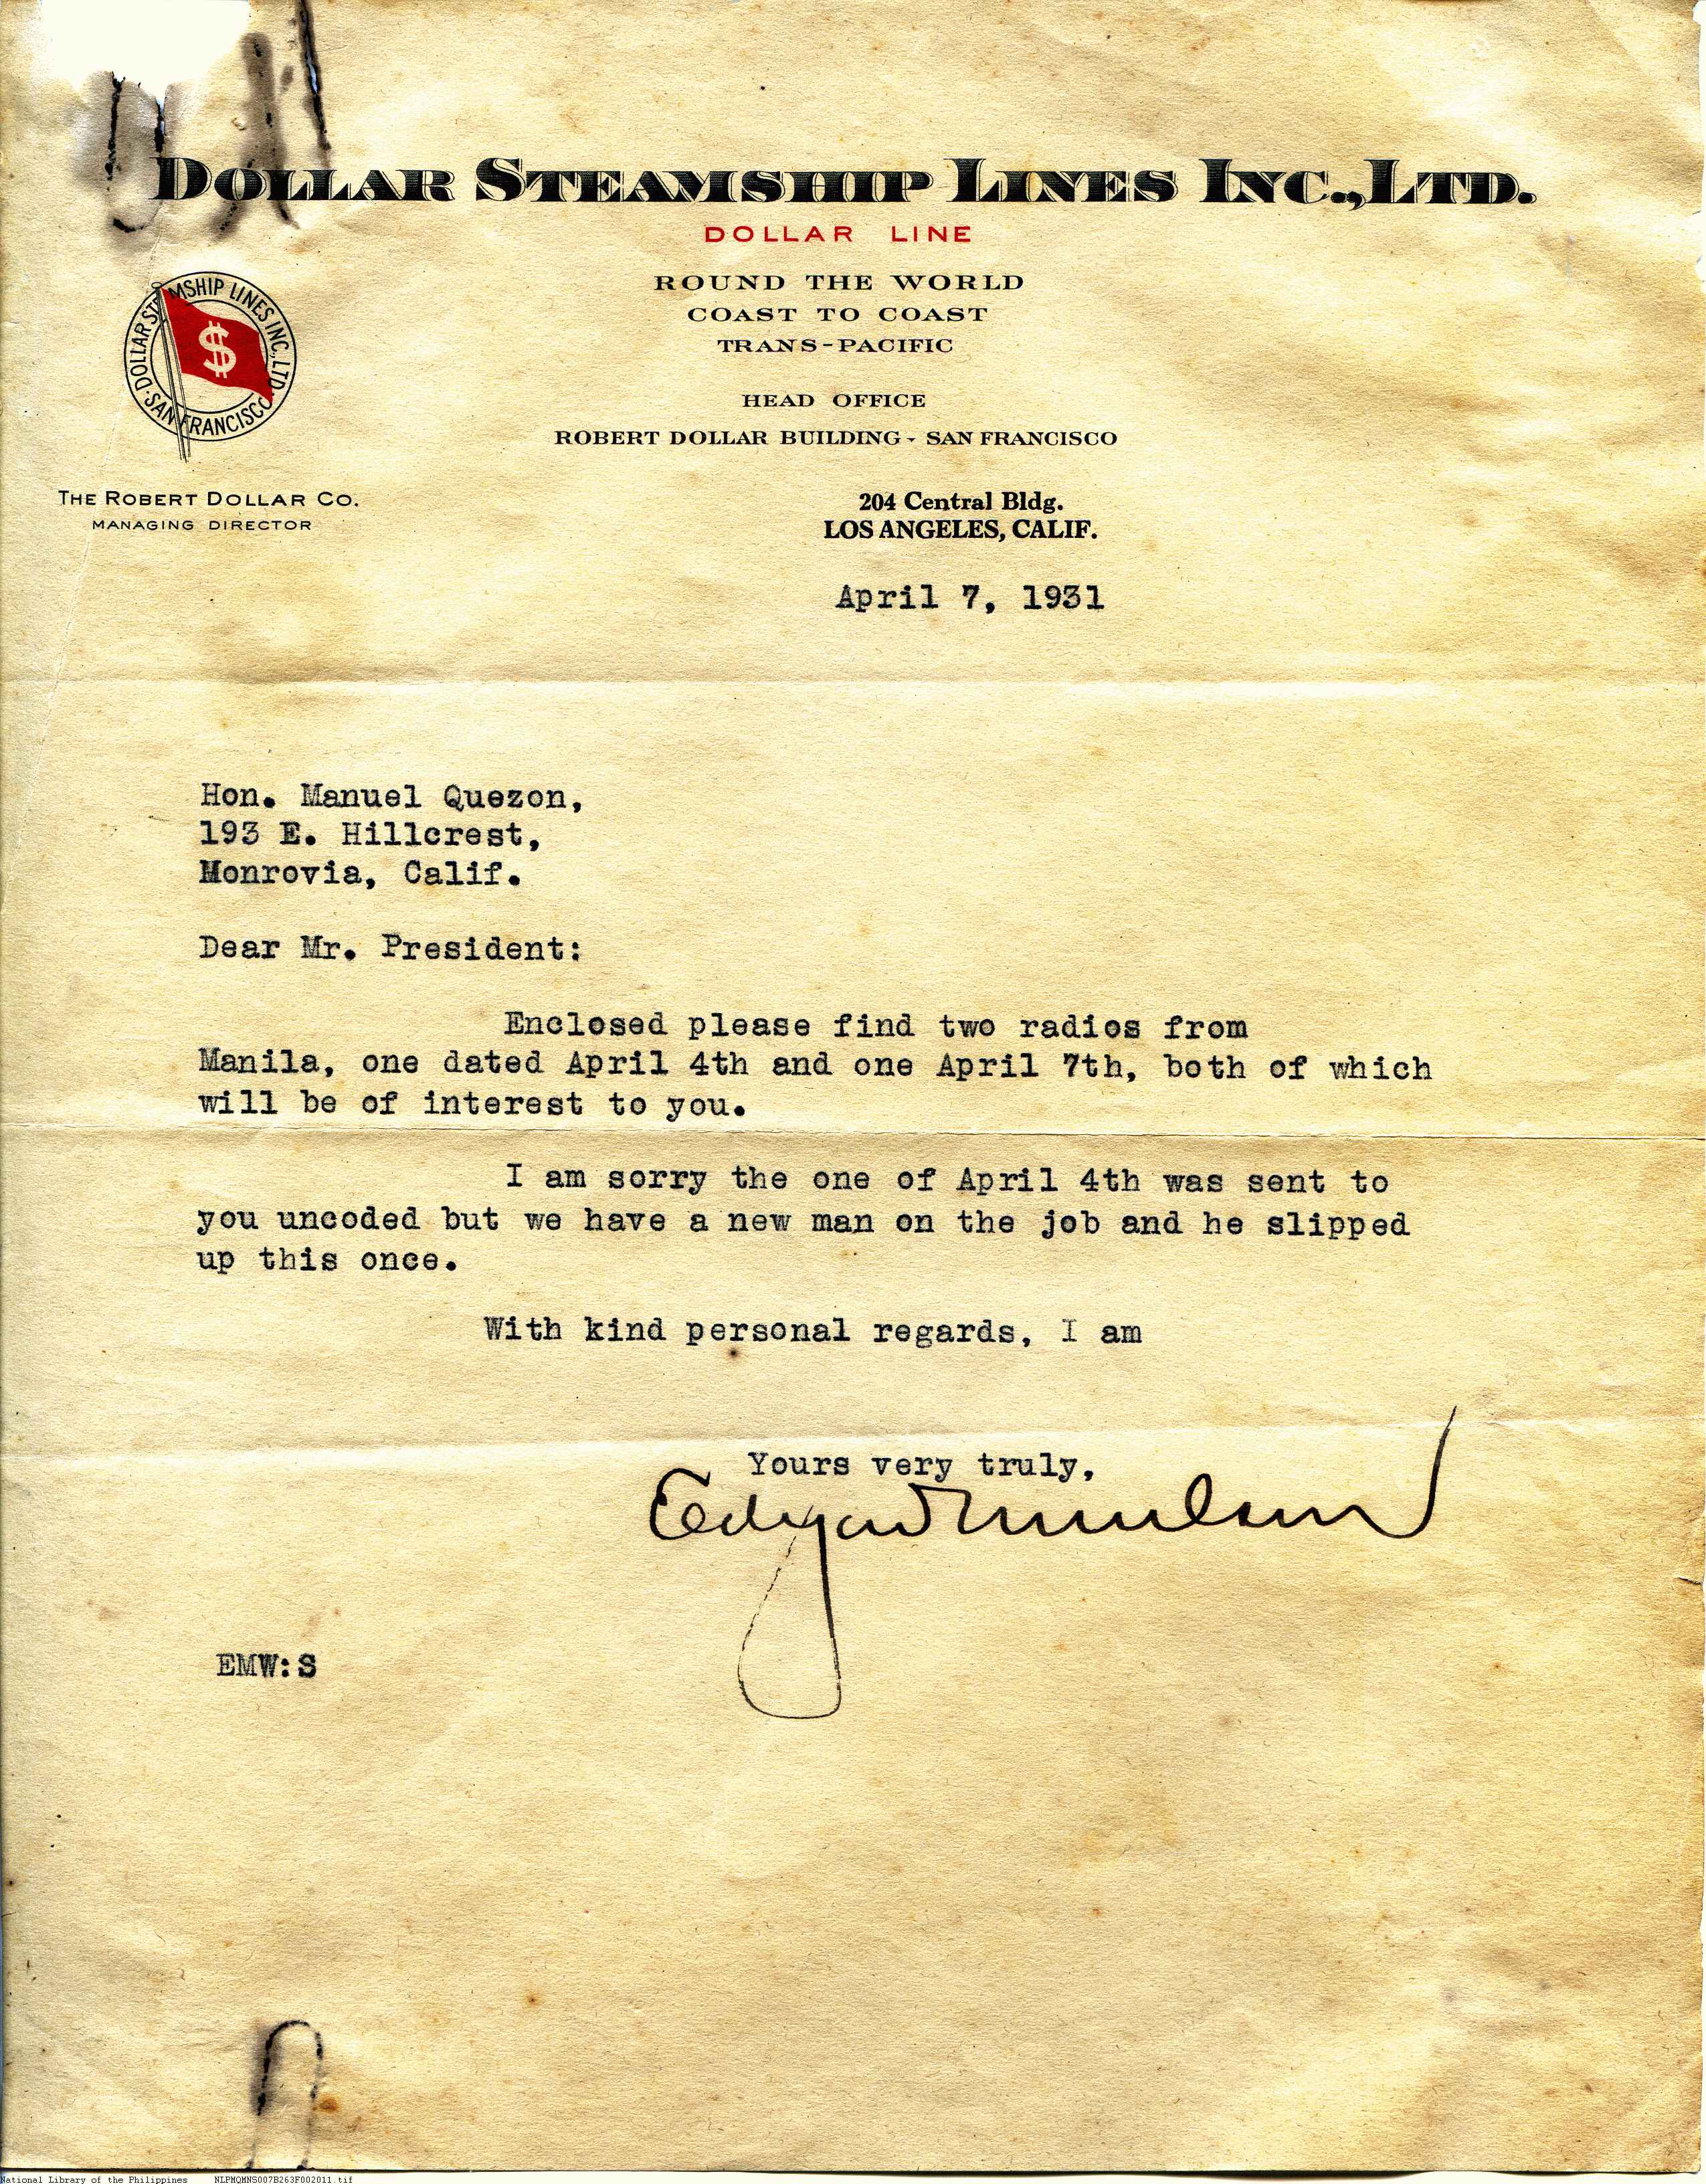 DOLLAR STEAMSHIP LINES INC., LTD.
DOLLAR LINE
ROUND THE WORLD
COAST TO COAST
TRANS-PACIFIC
HEAD OFFICE
ROBERT DOLLAR BUILDING - SAN FRANCISCO
DOLLAR STEAMSHIP LINES INC., LTD.
SAN FRANCISCO
$
THE ROBERT DOLLAR CO.
MANAGING DIRECTOR
204 Central Bldg.
LOS ANGELES, CALIF.
April 7, 1931
Hon. Manuel Quezon,
193 E. Hillcrest,
Monrovia, Calif.
Dear Mr. President:
Enclosed please find two radios from
Manila, one dated April 4th and one April 7th, both of which
will be of interest to you.
I am sorry the one of April 4th was sent to
you uncoded but we have a new man on the job and he slipped
up this once.
With kind personal regards, I am
Yours very truly,
Edgar
EMW:S
National Library of the Philippines NLPMQMNS007B263F002011.tif